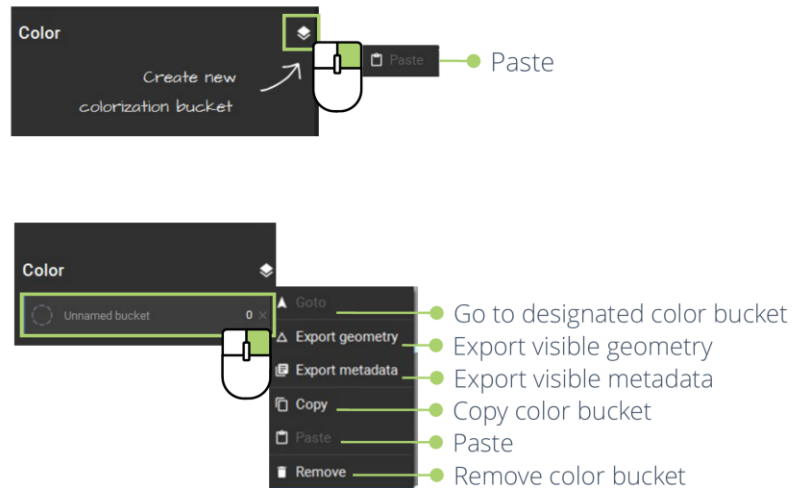 Color
Create new
colorization bucket
Paste
Paste
Color
Unnamed bucket 0
Goto
Export geometry
Export metadata
Copy
Paste
Remove
Go to designated color bucket
Export visible geometry
Export visible metadata
Copy color bucket
Paste
Remove color bucket